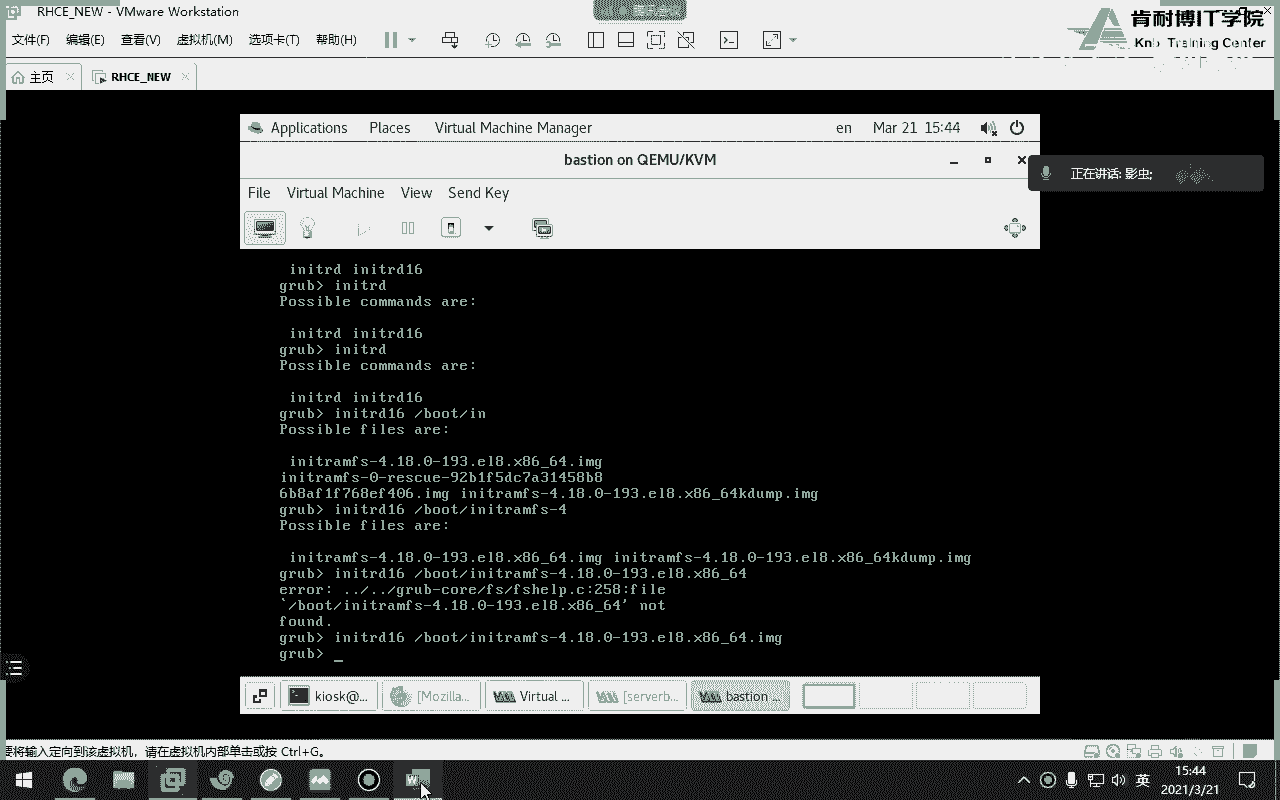 RHCE_NEW - VMware Workstation
肯耐博IT学院
Knb Training Center
文件(F) 编辑(E) 查看(V) 虚拟机(M) 选项卡(T) 帮助(H)
主页 RHCE_NEW
Applications Places Virtual Machine Manager en Mar 21 15:44
bastion on QEMU/KVM
正在讲话: 影虫;
File Virtual Machine View Send Key
initrd initrd16
grub> initrd
Possible commands are:
initrd initrd16
grub> initrd
Possible commands are:
initrd initrd16
grub> initrd16 /boot/in
Possible files are:
initramfs-4.18.0-193.el8.x86_64.img
initramfs-0-rescue-92b1f5dc7a31458b8
6b8af1f768ef406.img initramfs-4.18.0-193.el8.x86_64kdump.img
grub> initrd16 /boot/initramfs-4
Possible files are:
initramfs-4.18.0-193.el8.x86_64.img initramfs-4.18.0-193.el8.x86_64kdump.img
grub> initrd16 /boot/initramfs-4.18.0-193.el8.x86_64
error: ../../grub-core/fs/fshelp.c:258:file
`/boot/initramfs-4.18.0-193.el8.x86_64' not
found.
grub> initrd16 /boot/initramfs-4.18.0-193.el8.x86_64.img
grub> _
kiosk@... [Mozilla... Virtual ... [serverb... bastion ...
要将输入定向到该虚拟机，请在虚拟机内部单击或按 Ctrl+G。
英 15:44
2021/3/21